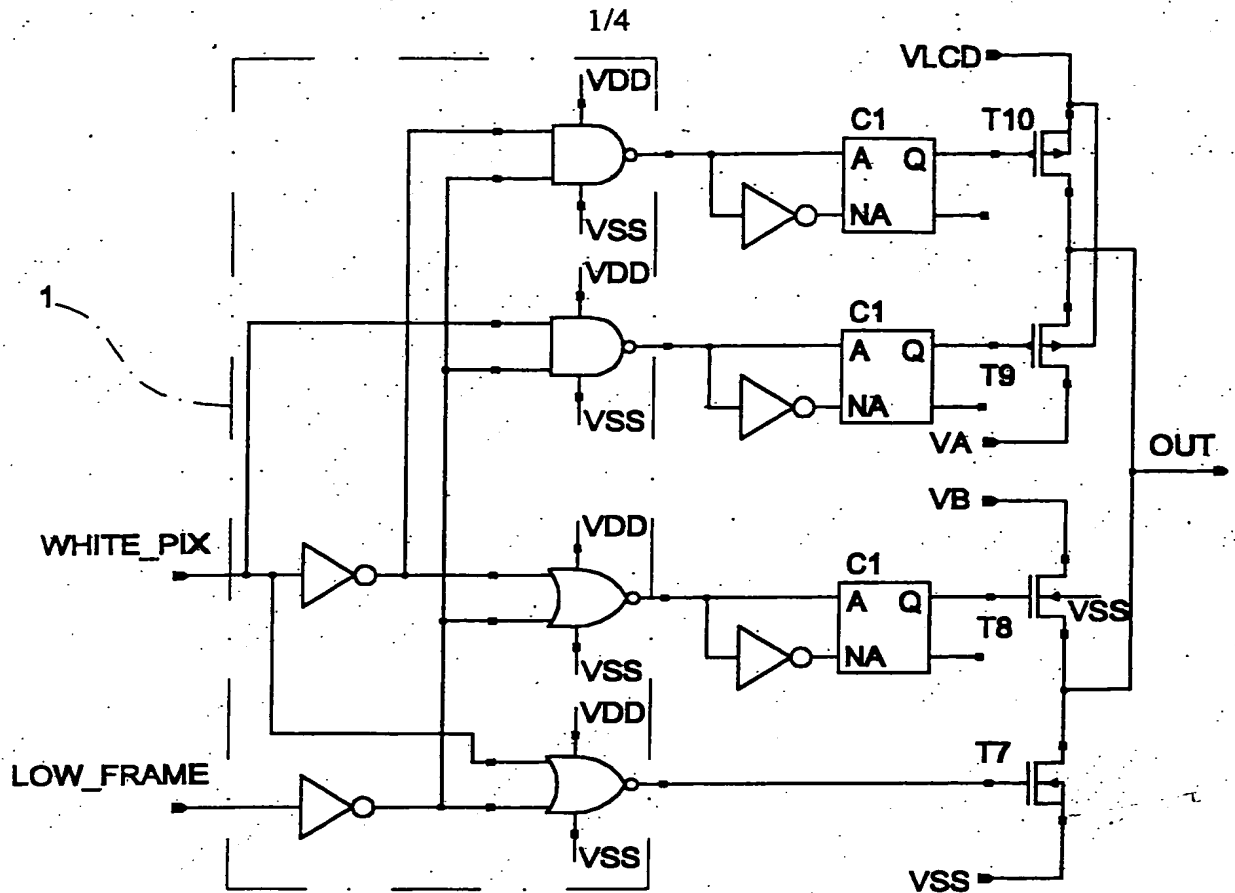 1/4
VLCD
VDD
C1
T10
A Q
NA
VSS
VDD
1
C1
A Q
NA
T9
VSS
VA
OUT
VB
WHITE_PIX
VDD
C1
A Q
NA
T8
VSS
VSS
VDD
T7
LOW_FRAME
VSS
VSS